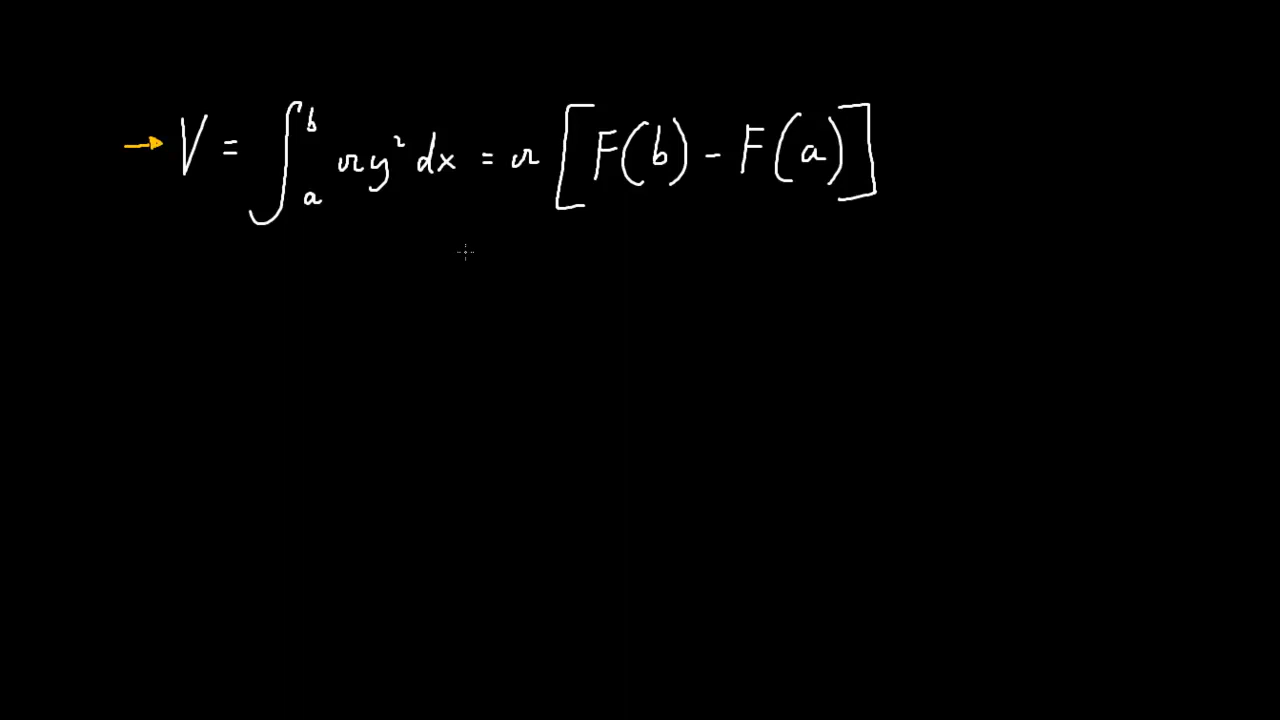 → V = ∫_a^b πy² dx = π [F(b) - F(a)]